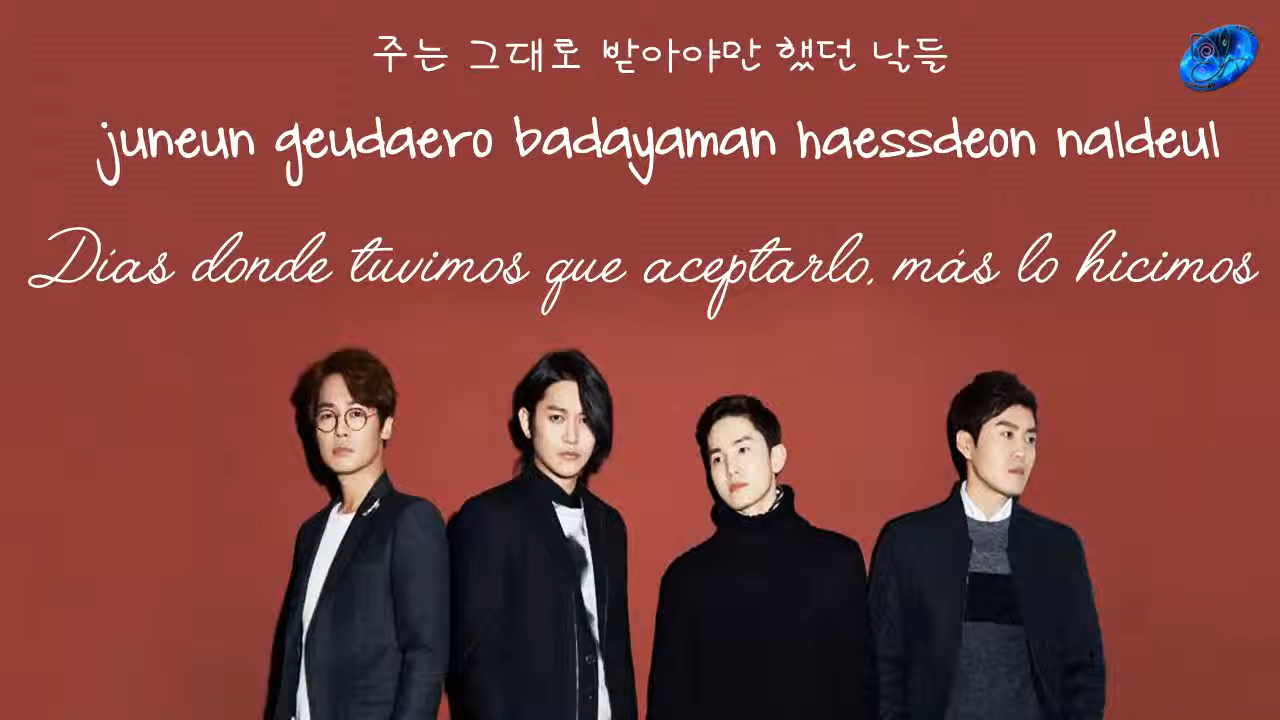 주는 그대로 받아야만 했던 날들
juneun geudaero badayaman haessdeon naldeul
Días donde tuvimos que aceptarlo, más lo hicimos